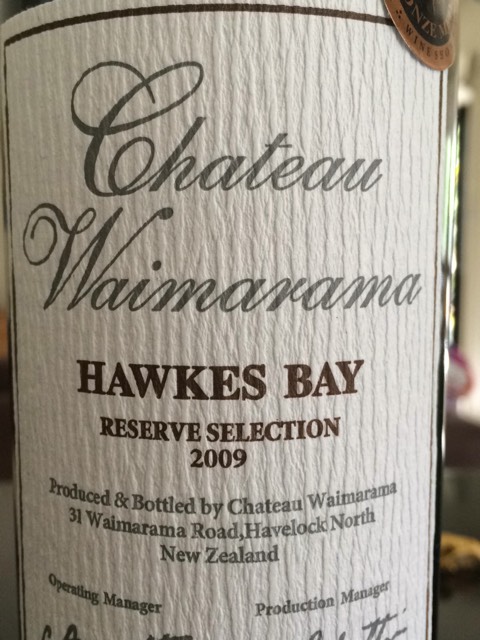 Chateau
Waimarama
HAWKES BAY
RESERVE SELECTION
2009
Produced & Bottled by Chateau Waimarama
31 Waimarama Road,Havelock North
New Zealand
Operating Manager Production Manager